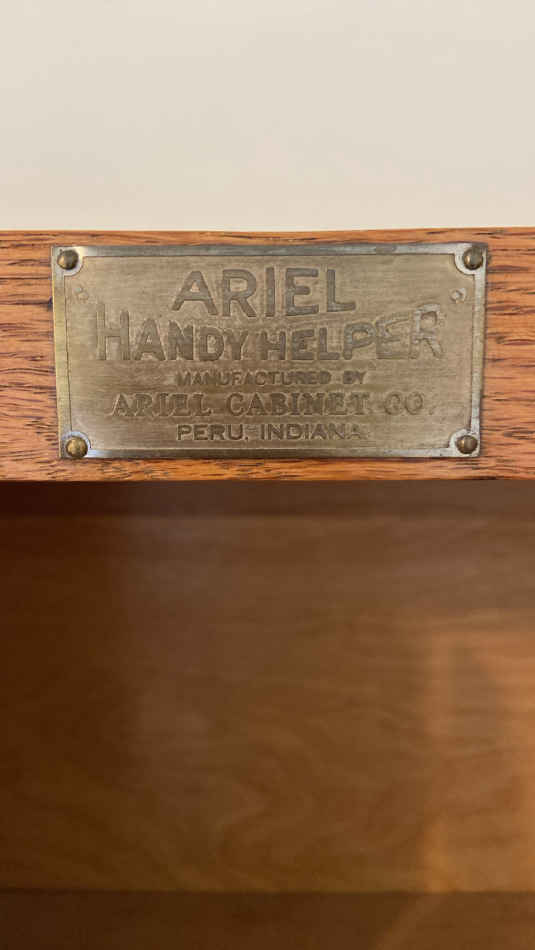 ARIEL
HANDY HELPER
MANUFACTURED BY
ARIEL CABINET CO.
PERU, INDIANA